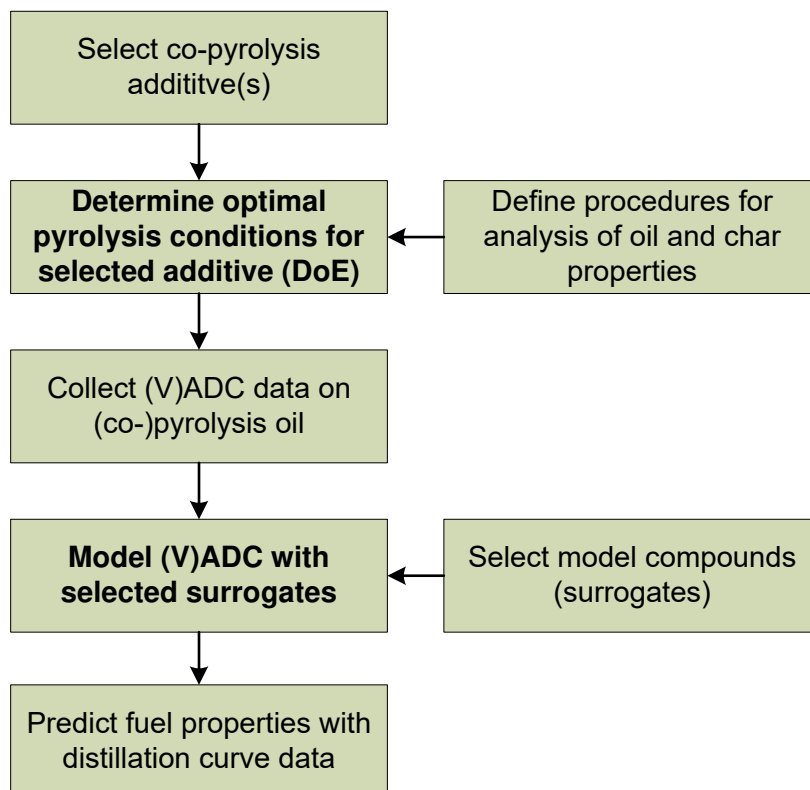 Select co-pyrolysis
addititve(s)
Determine optimal
pyrolysis conditions for
selected additive (DoE)
Define procedures for
analysis of oil and char
properties
Collect (V)ADC data on
(co-)pyrolysis oil
Model (V)ADC with
selected surrogates
Select model compounds
(surrogates)
Predict fuel properties with
distillation curve data